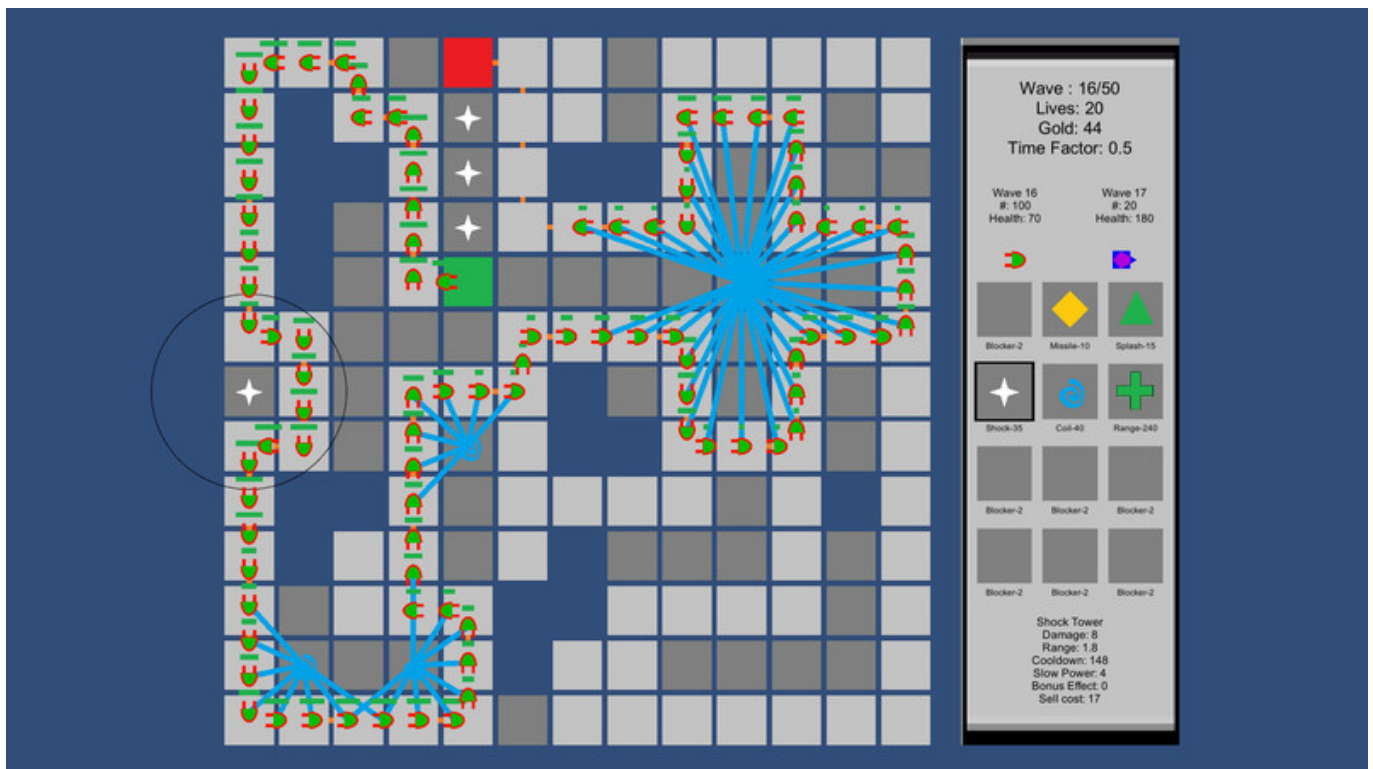 Wave : 16/50
Lives: 20
Gold: 44
Time Factor: 0.5
Wave 16
#: 100
Health: 70
Wave 17
#: 20
Health: 180
Blocker-2 Missile-10 Splash-15
Shock-35 Coil-40 Range-240
Blocker-2 Blocker-2 Blocker-2
Blocker-2 Blocker-2 Blocker-2
Shock Tower
Damage: 8
Range: 1.8
Cooldown: 148
Slow Power: 4
Bonus Effect: 0
Sell cost: 17